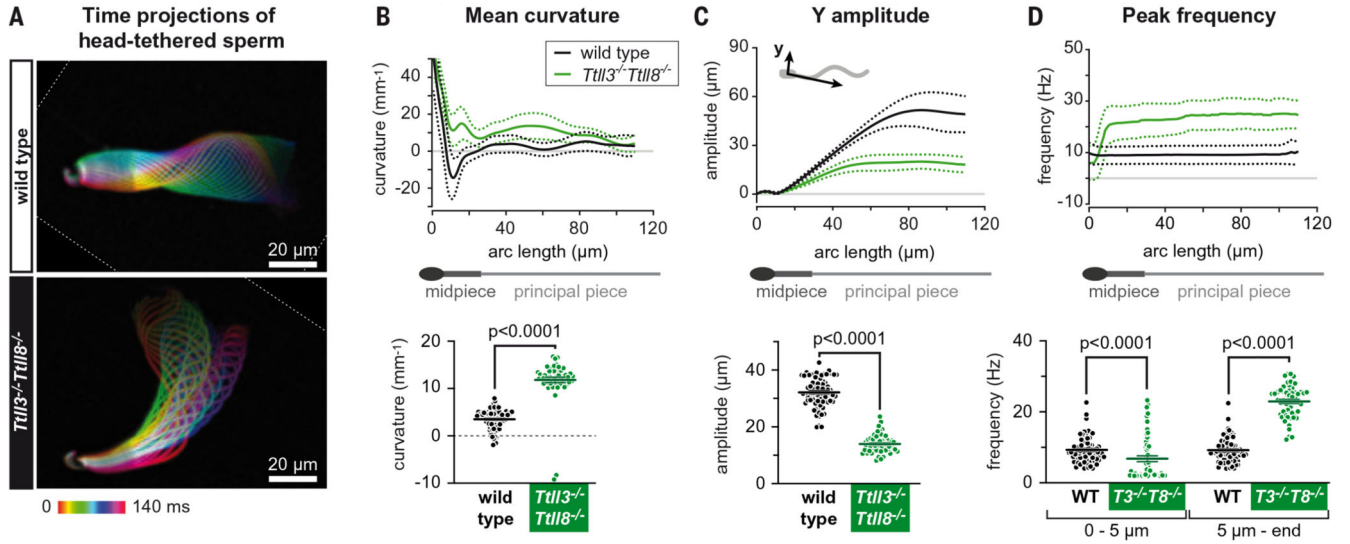 A
Time projections of
head-tethered sperm
wild type
20 µm
Ttll3-/-Ttll8-/-
20 µm
0 140 ms
B
Mean curvature
wild type
Ttll3-/-Ttll8-/-
curvature (mm-1)
40
20
0
-20
0 40 80 120
arc length (µm)
midpiece principal piece
p<0.0001
curvature (mm-1)
20
10
0
-10
wild
type
Ttll3-/-
Ttll8-/-
C
Y amplitude
y
amplitude (µm)
90
60
30
0
0 40 80 120
arc length (µm)
midpiece principal piece
p<0.0001
amplitude (µm)
40
20
0
wild
type
Ttll3-/-
Ttll8-/-
D
Peak frequency
frequency (Hz)
50
30
10
-10
0 40 80 120
arc length (µm)
midpiece principal piece
p<0.0001 p<0.0001
frequency (Hz)
40
20
0
WT T3-/-T8-/- WT T3-/-T8-/-
0 - 5 µm 5 µm - end